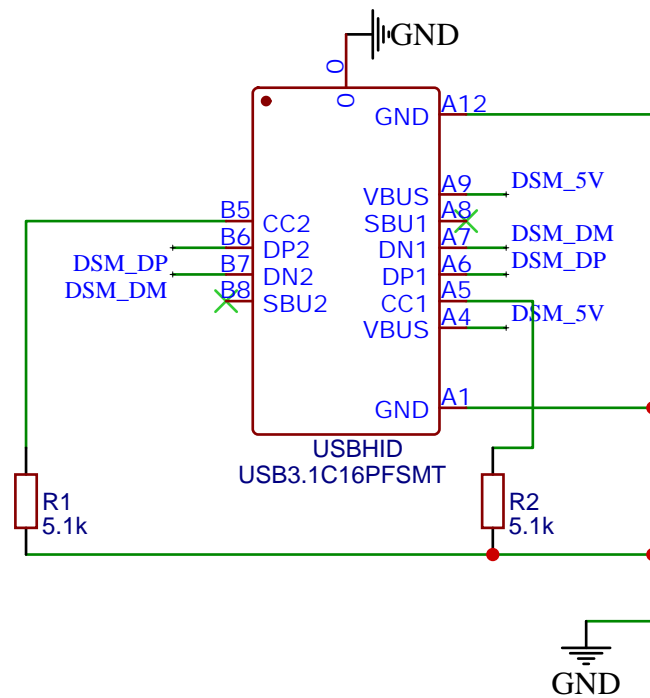 GND
0
0
A12
GND
A9
DSM_5V
VBUS
B5
A8
CC2
SBU1
B6
A7
DSM_DM
DP2
DN1
DSM_DP
B7
A6
DSM_DP
DN2
DP1
DSM_DM
B8
A5
SBU2
CC1
A4
DSM_5V
VBUS
A1
GND
USBHID
USB3.1C16PFSMT
R1
5.1k
R2
5.1k
GND